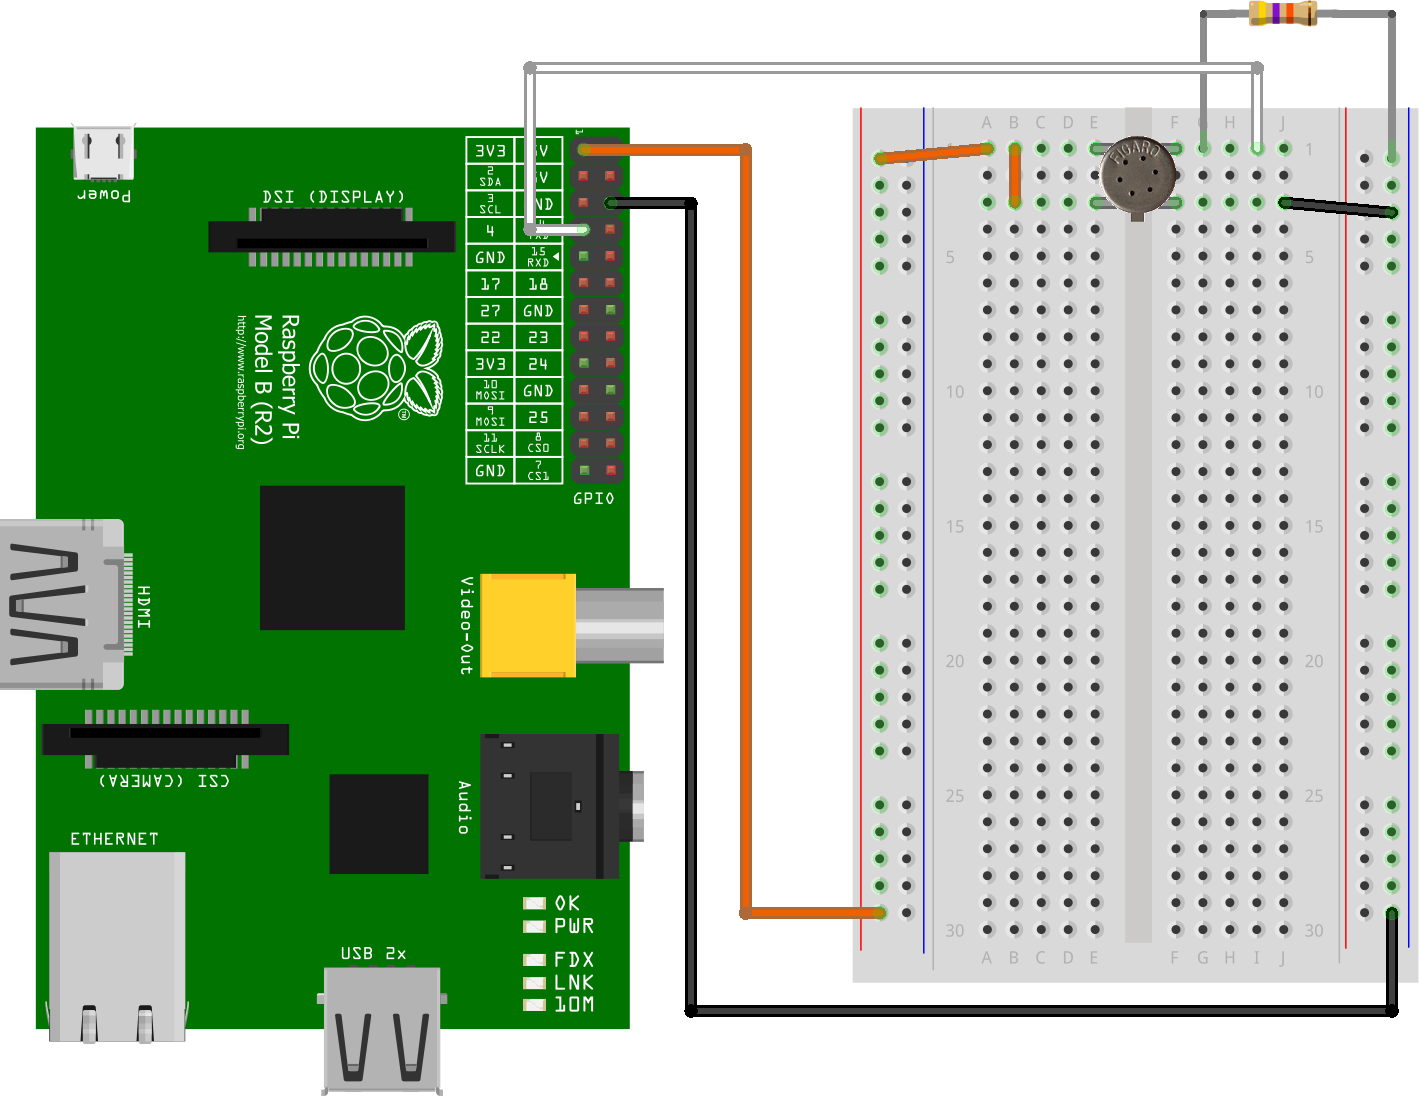 Power
DSI (DISPLAY)
1
3V3 5V
2 SDA 5V
3 SCL GND
4 TXD
GND 15 RXD
17 18
27 GND
22 23
3V3 24
10 MOSI GND
9 MOSI 25
11 SCLK 8 CS0
GND 7 CS1
GPIO
Raspberry Pi
Model B (R2)
http://www.raspberrypi.org
TM
HDMI
Video-Out
CSI (CAMERA)
Audio
ETHERNET
OK
PWR
FDX
LNK
10M
USB 2x
A B C D E F G H I J
FIGARO
1
5 5
10 10
15 15
20 20
25 25
30 30
A B C D E F G H I J